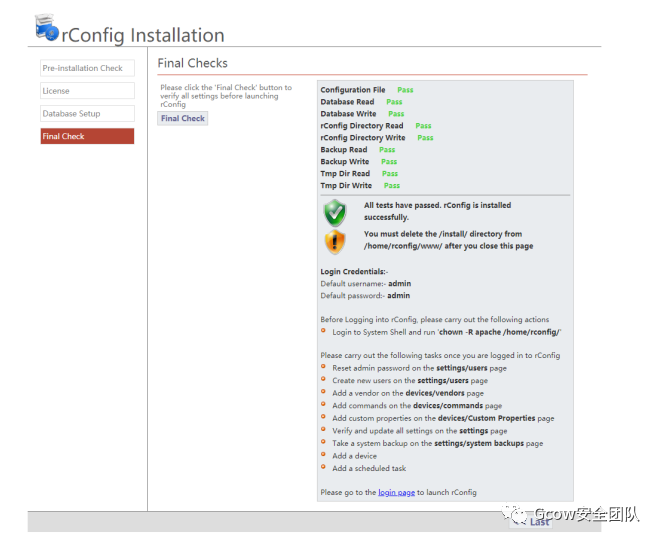 rConfig Installation
Pre-installation Check
License
Database Setup
Final Check
Final Checks
Please click the 'Final Check' button to
verify all settings before launching
rConfig
Final Check
Configuration File Pass
Database Read Pass
Database Write Pass
rConfig Directory Read Pass
rConfig Directory Write Pass
Backup Read Pass
Backup Write Pass
Tmp Dir Read Pass
Tmp Dir Write Pass
All tests have passed. rConfig is installed
successfully.
You must delete the /install/ directory from
/home/rconfig/www/ after you close this page
Login Credentials:-
Default username:- admin
Default password:- admin
Before Logging into rConfig, please carry out the following actions
Login to System Shell and run 'chown -R apache /home/rconfig/'
Please carry out the following tasks once you are logged in to rConfig
Reset admin password on the settings/users page
Create new users on the settings/users page
Add a vendor on the devices/vendors page
Add commands on the devices/commands page
Add custom properties on the devices/Custom Properties page
Verify and update all settings on the settings page
Take a system backup on the settings/system backups page
Add a device
Add a scheduled task
Please go to the login page to launch rConfig
<< Last
Gcow安全团队